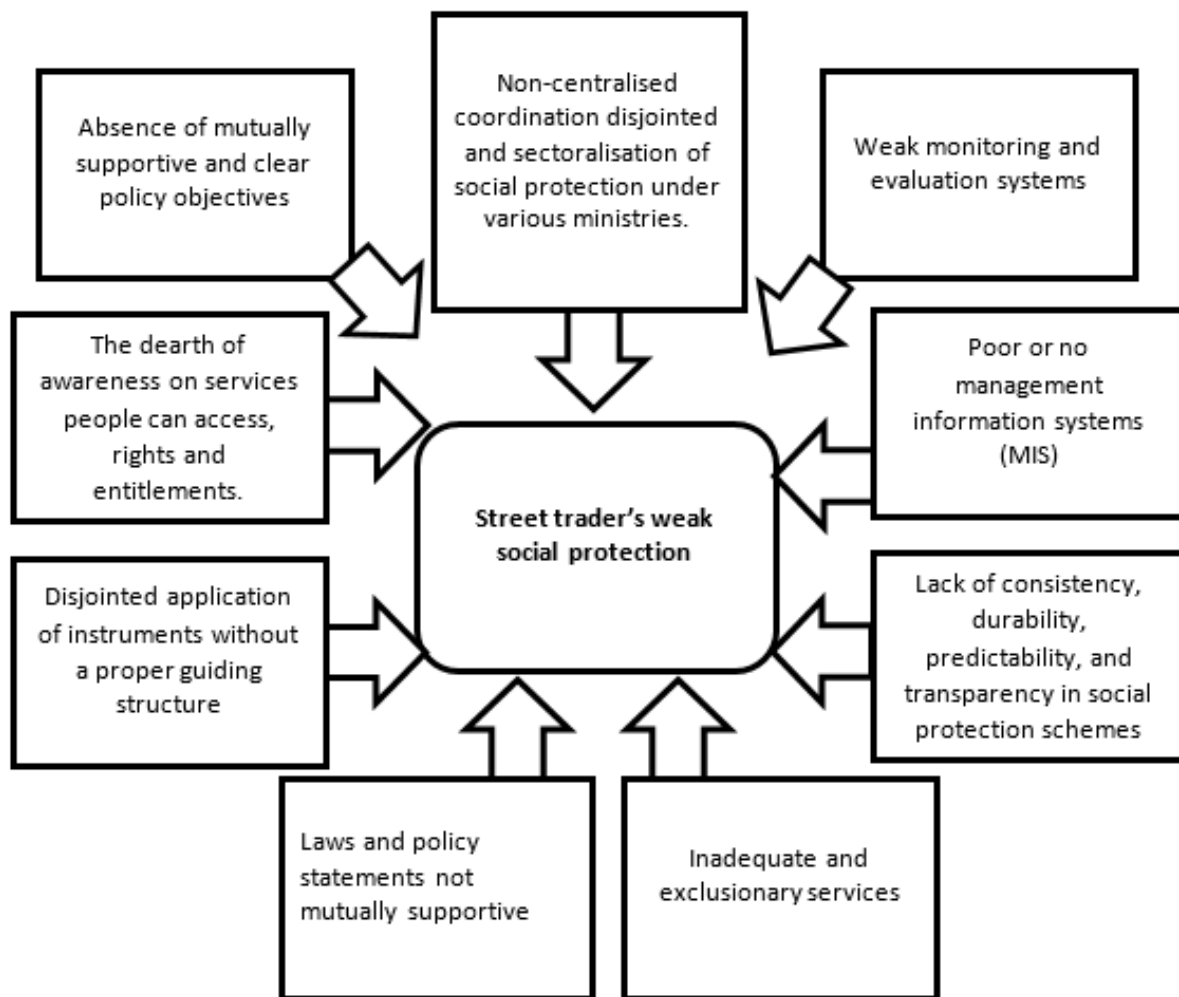 Absence of mutually
supportive and clear
policy objectives
Non-centralised
coordination disjointed
and sectoralisation of
social protection under
various ministries.
Weak monitoring and
evaluation systems
The dearth of
awareness on services
people can access,
rights and
entitlements.
Street trader’s weak
social protection
Poor or no
management
information systems
(MIS)
Disjointed application
of instruments without
a proper guiding
structure
Lack of consistency,
durability,
predictability, and
transparency in social
protection schemes
Laws and policy
statements not
mutually supportive
Inadequate and
exclusionary services